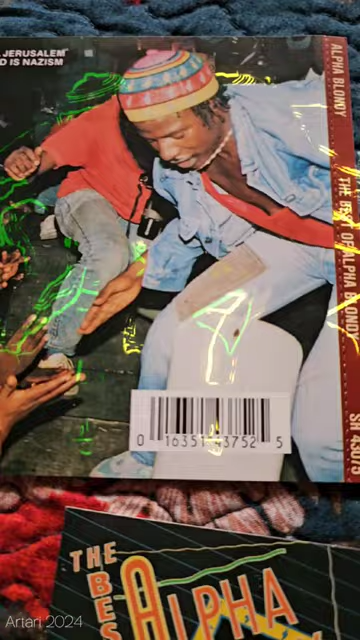 JERUSALEM
D IS NAZISM
ALPHA BLONDY
THE BEST OF ALPHA BLONDY
SH 43075
0 16351 43752 5
THE
BES
ALPHA
Artari 2024